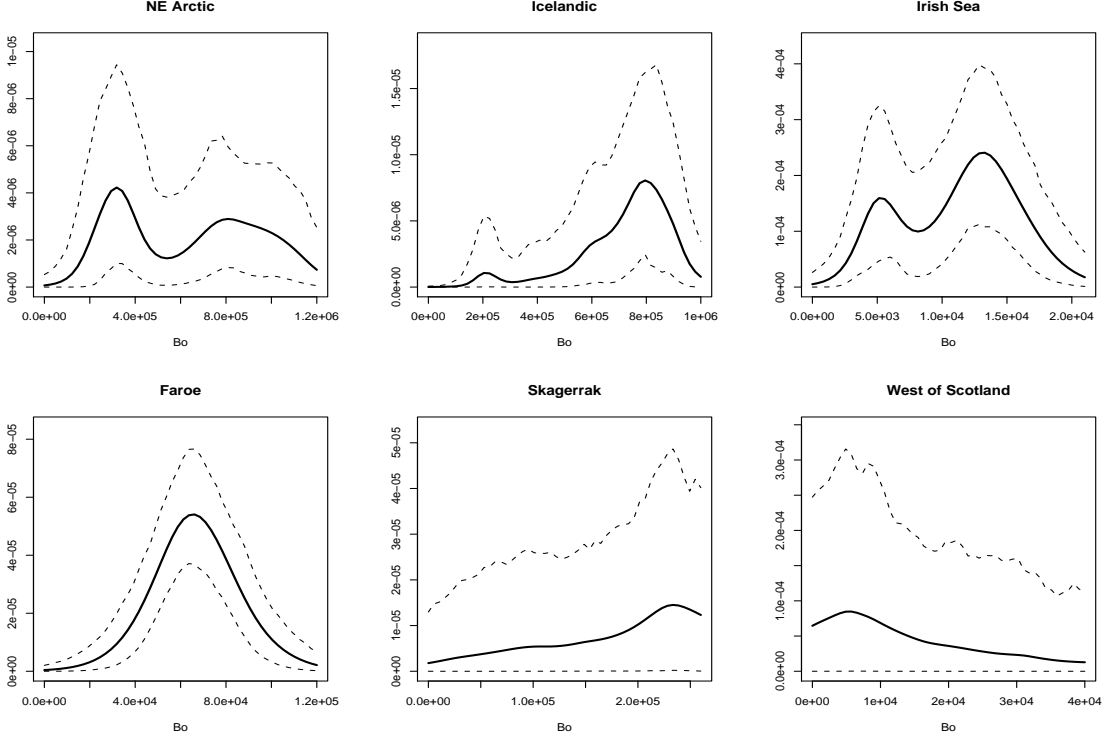 NE Arctic
Icelandic
Irish Sea
0e+00 2e-06 4e-06 6e-06 8e-06 1e-05
0.0e+00 4.0e+05 8.0e+05 1.2e+06
Bo
0.0e+00 5.0e-06 1.0e-05 1.5e-05
0e+00 2e+05 4e+05 6e+05 8e+05 1e+06
Bo
0e+00 1e-04 2e-04 3e-04 4e-04
0.0e+00 5.0e+03 1.0e+04 1.5e+04 2.0e+04
Bo
Faroe
Skagerrak
West of Scotland
0e+00 2e-05 4e-05 6e-05 8e-05
0.0e+00 4.0e+04 8.0e+04 1.2e+05
Bo
0e+00 1e-05 2e-05 3e-05 4e-05 5e-05
0.0e+00 1.0e+05 2.0e+05
Bo
0.0e+00 1.0e-04 2.0e-04 3.0e-04
0e+00 1e+04 2e+04 3e+04 4e+04
Bo